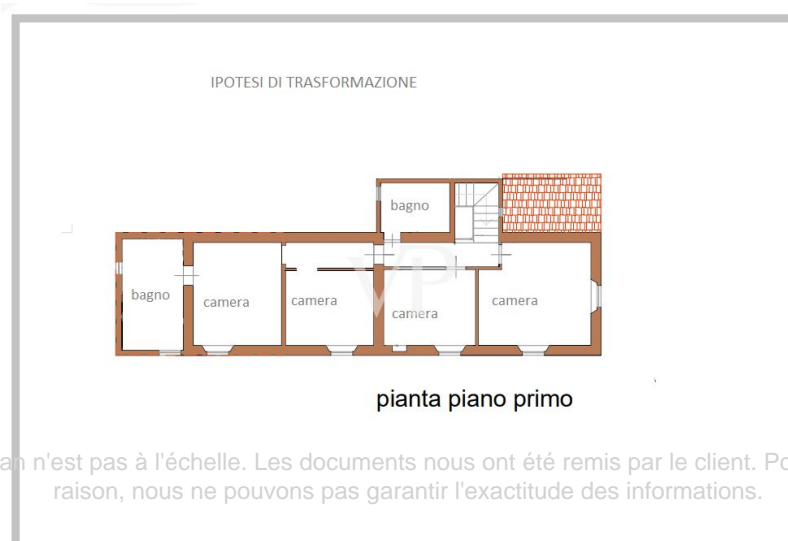 IPOTESI DI TRASFORMAZIONE
bagno
bagno
camera
camera
camera
camera
VP
pianta piano primo
n'est pas à l'échelle. Les documents nous ont été remis par le client.
raison, nous ne pouvons pas garantir l'exactitude des informations.